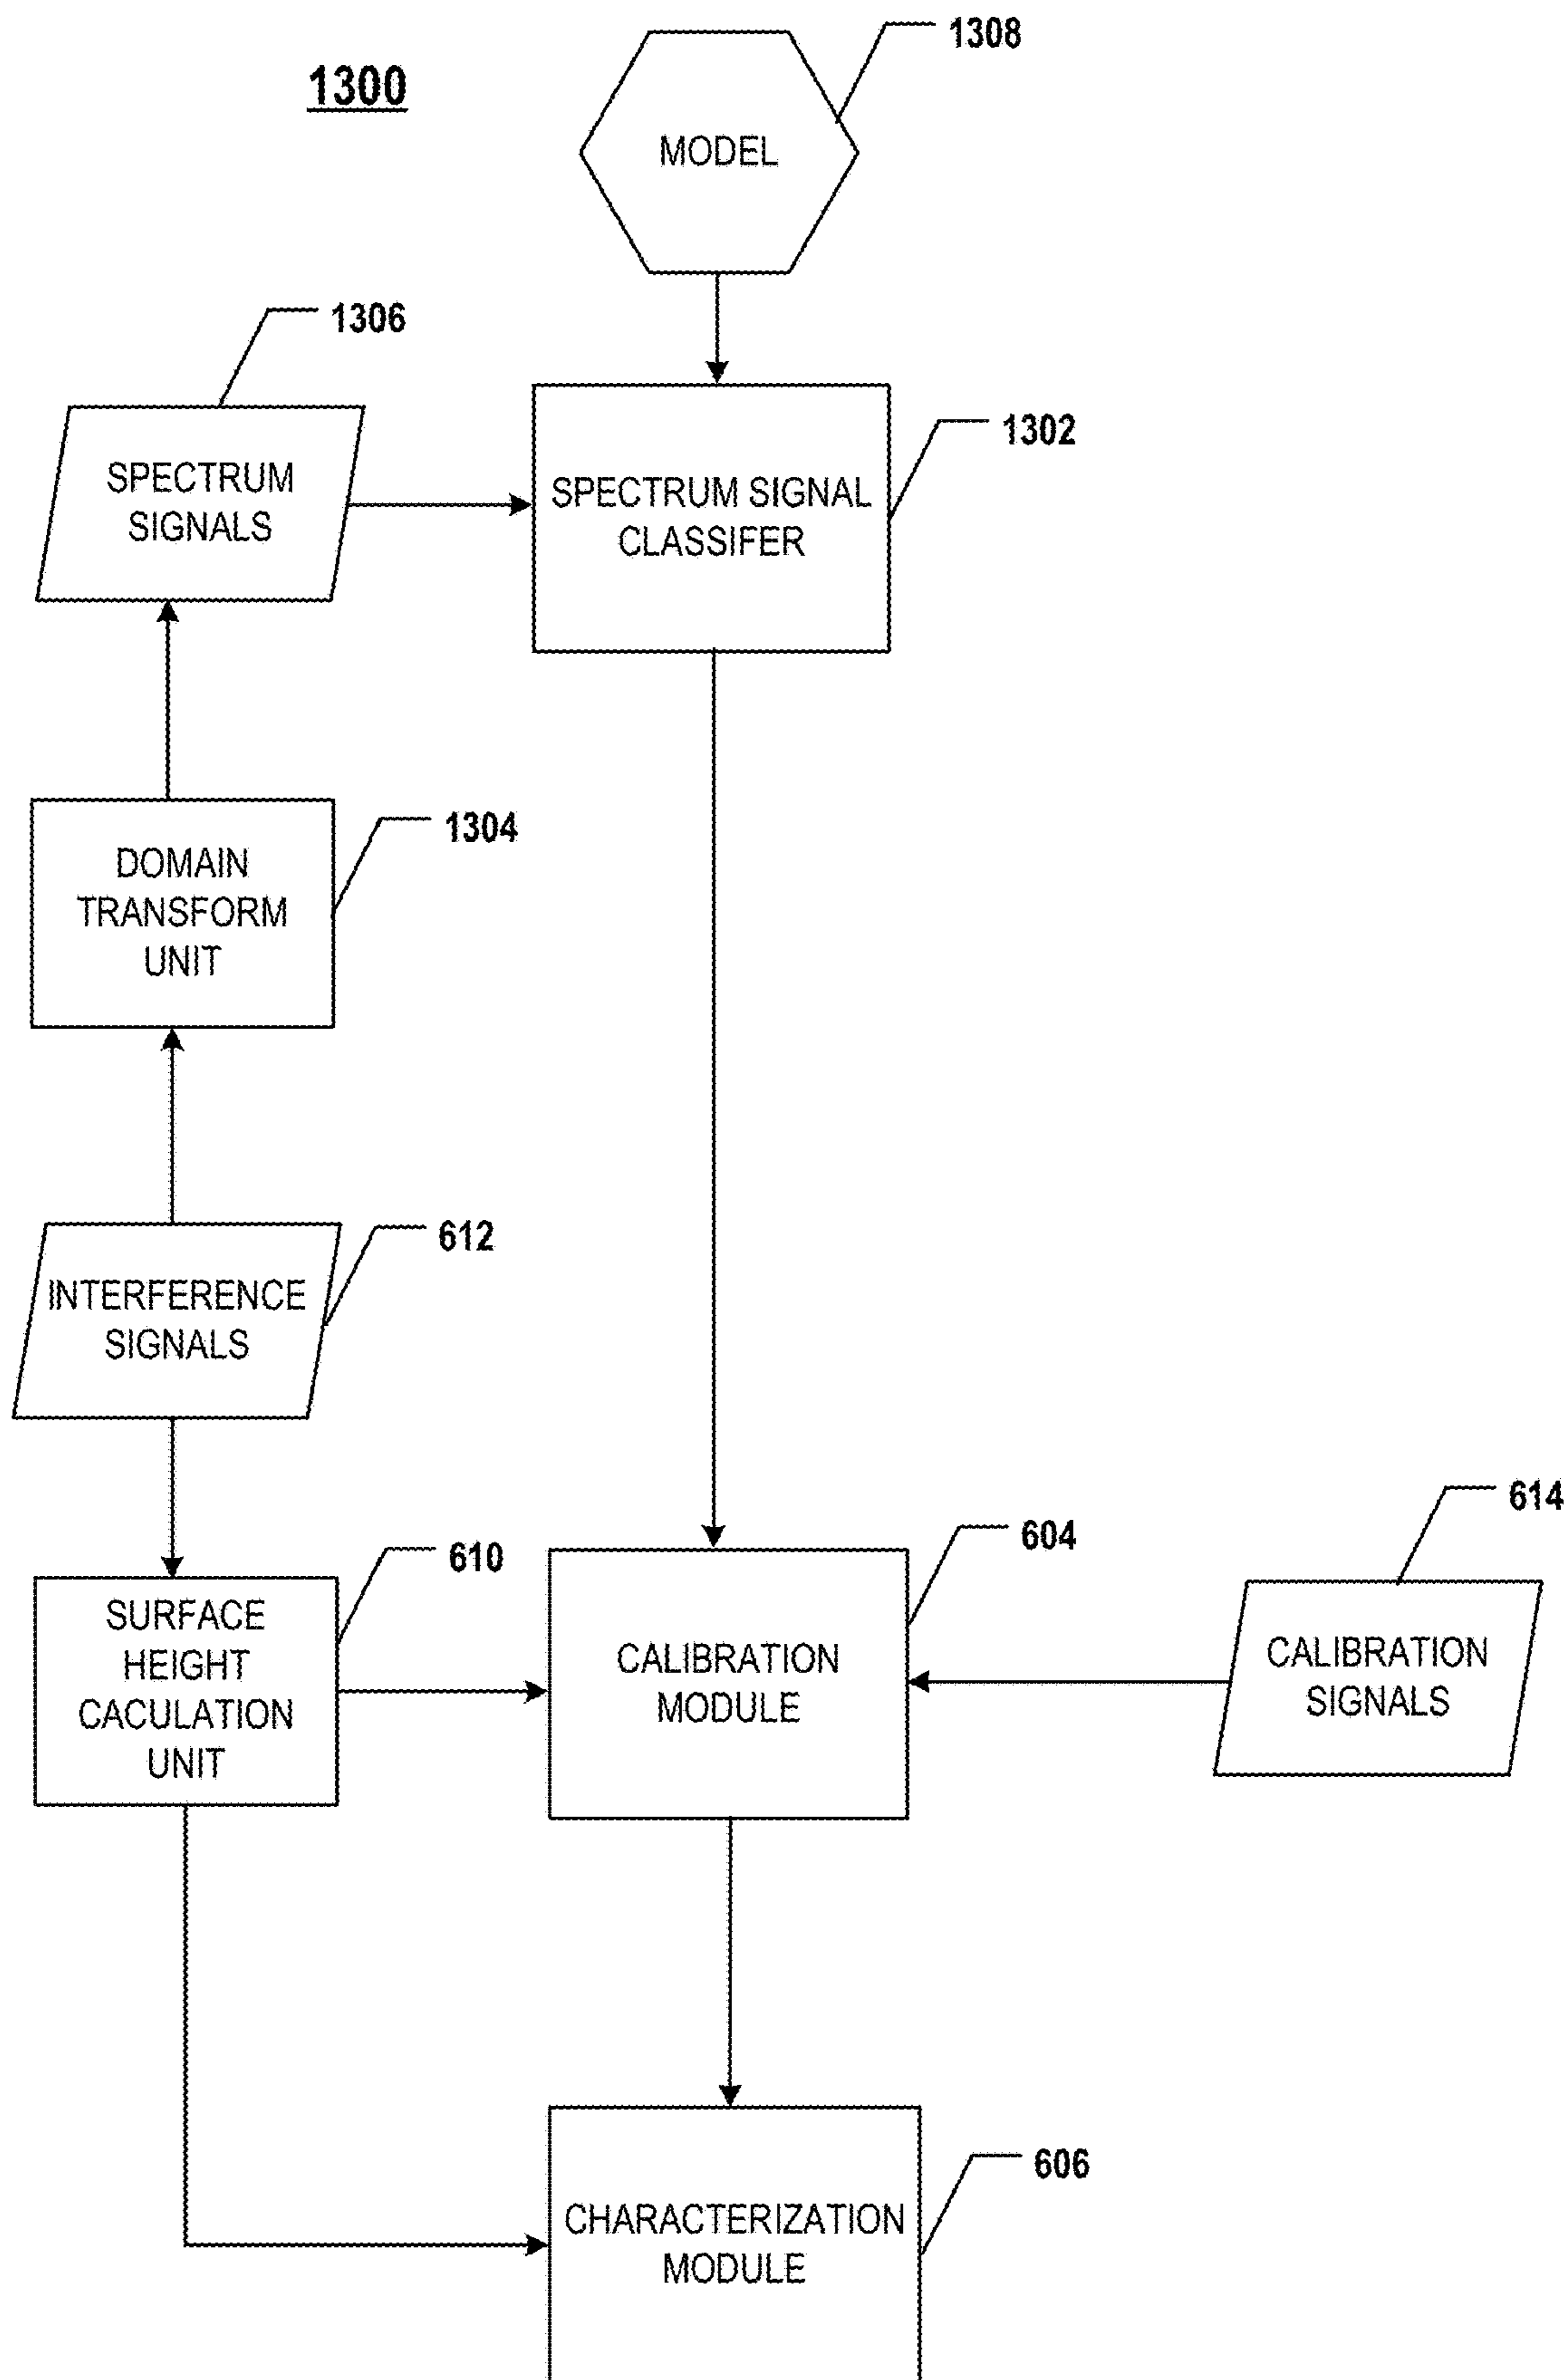 1308
1300
MODEL
1306
SPECTRUM
SIGNALS
1302
SPECTRUM SIGNAL
CLASSIFER
1304
DOMAIN
TRANSFORM
UNIT
612
INTERFERENCE
SIGNALS
610
SURFACE
HEIGHT
CACULATION
UNIT
604
CALIBRATION
MODULE
614
CALIBRATION
SIGNALS
606
CHARACTERIZATION
MODULE